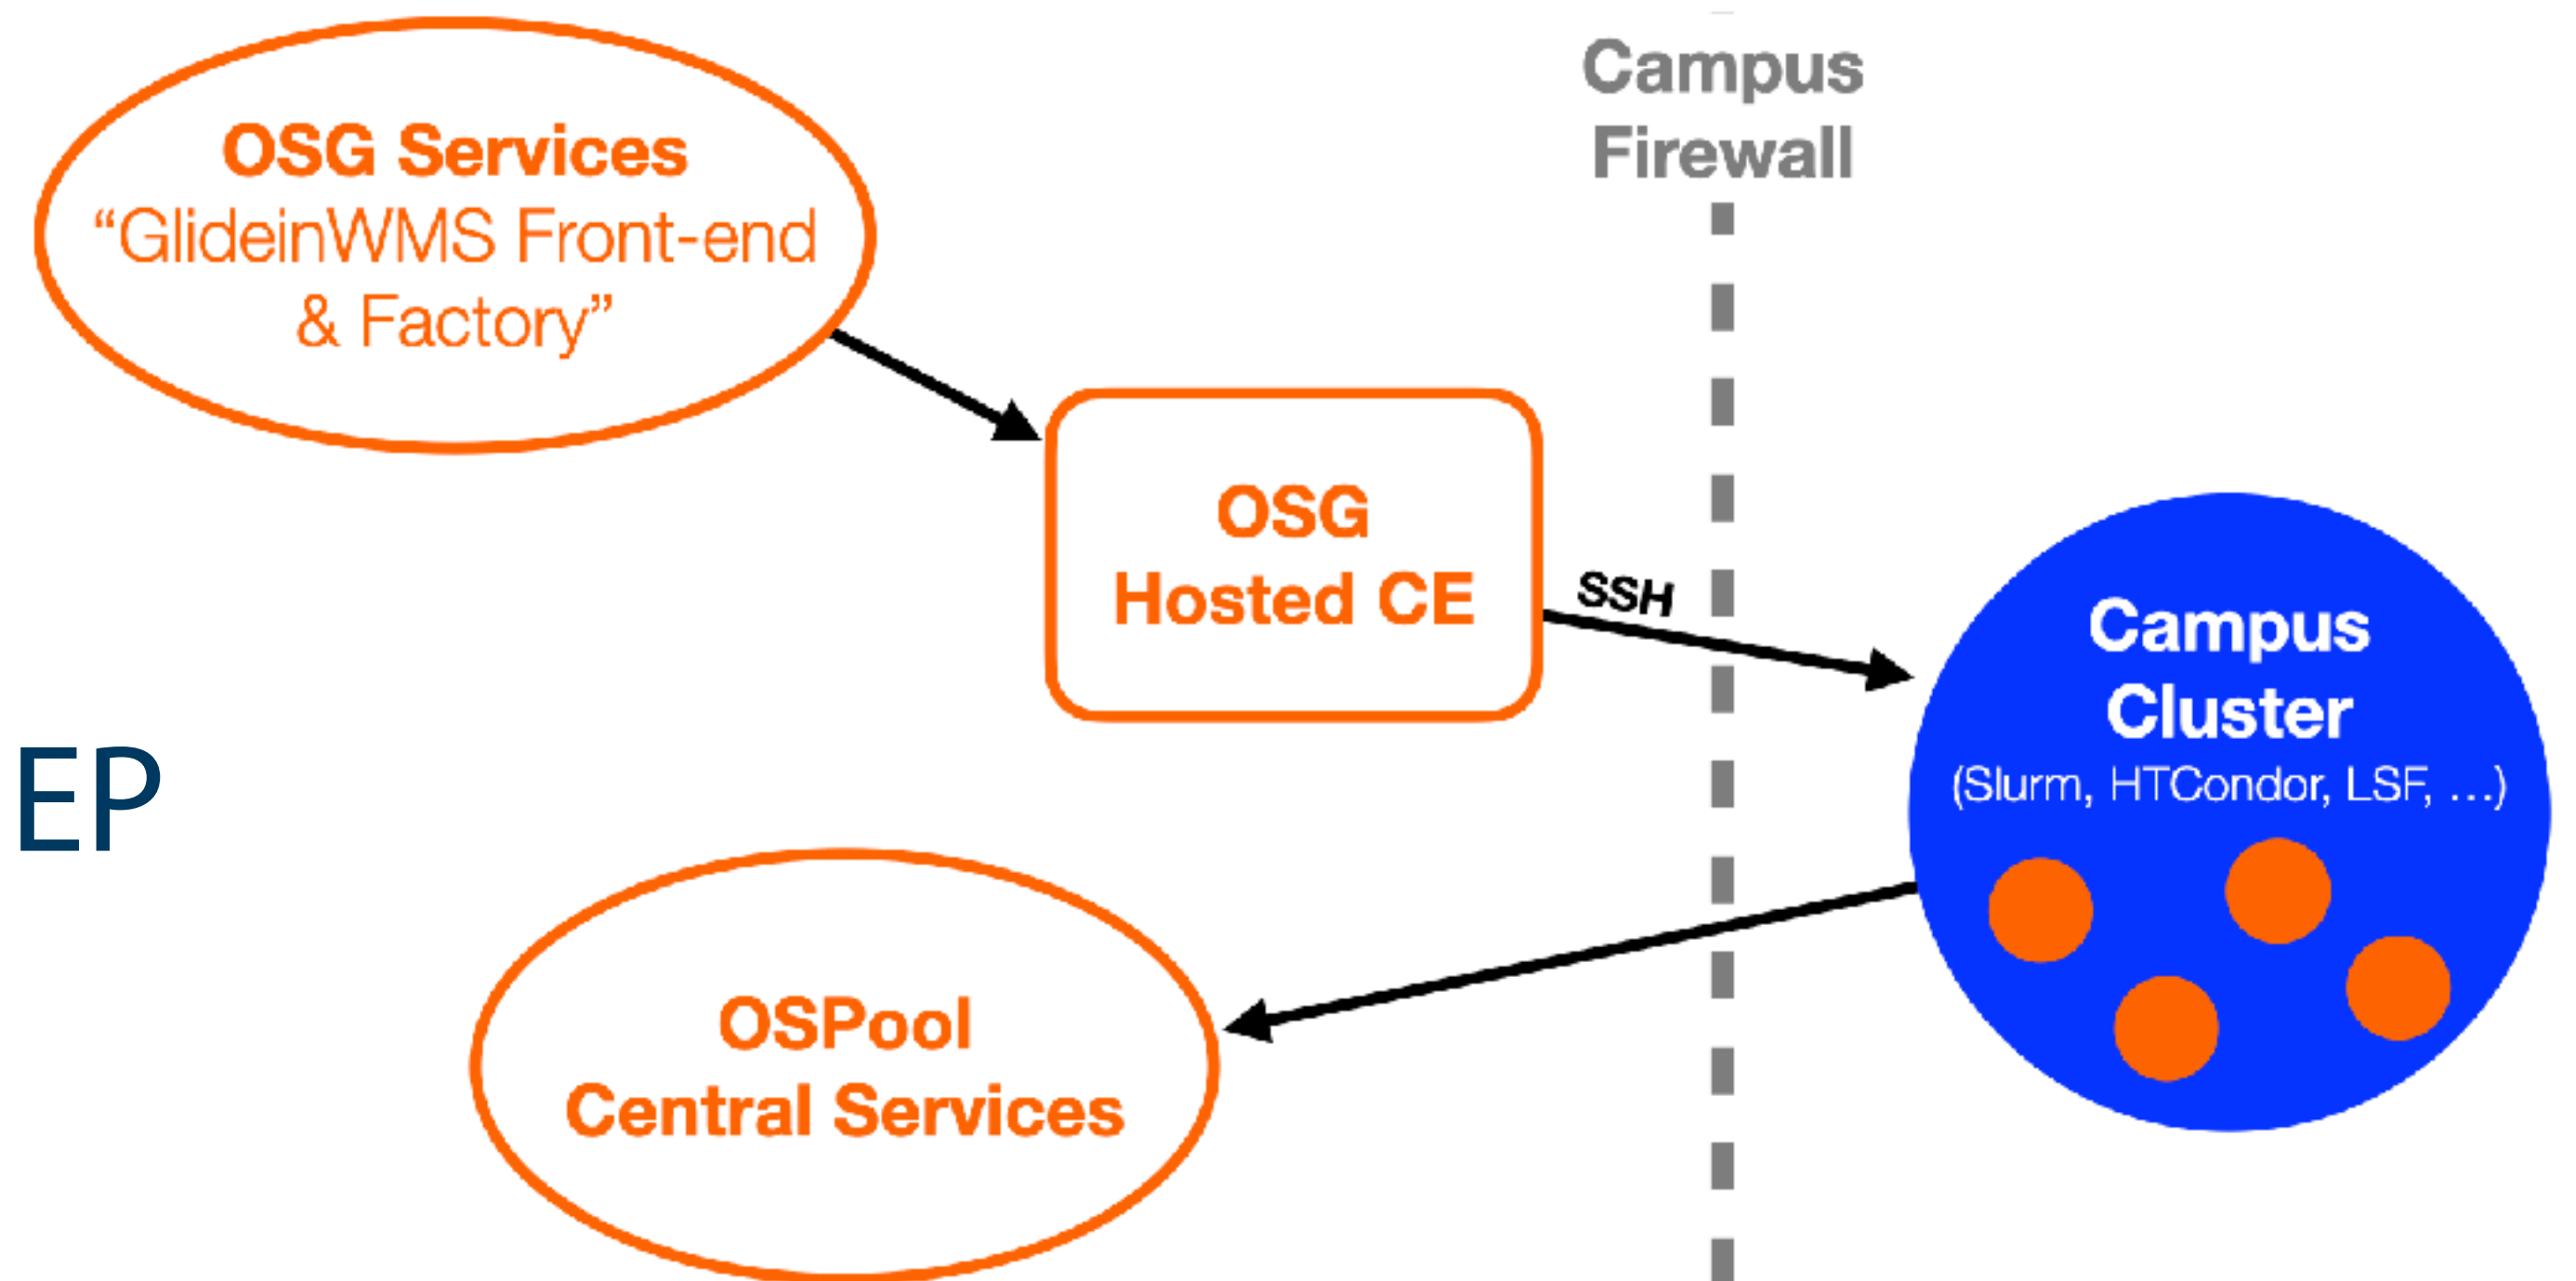 OSG Services
“GlideinWMS Front-end
& Factory”
Campus
Firewall
OSG
Hosted CE
SSH
Campus
Cluster
(Slurm, HTCondor, LSF, …)
EP
OSPool
Central Services